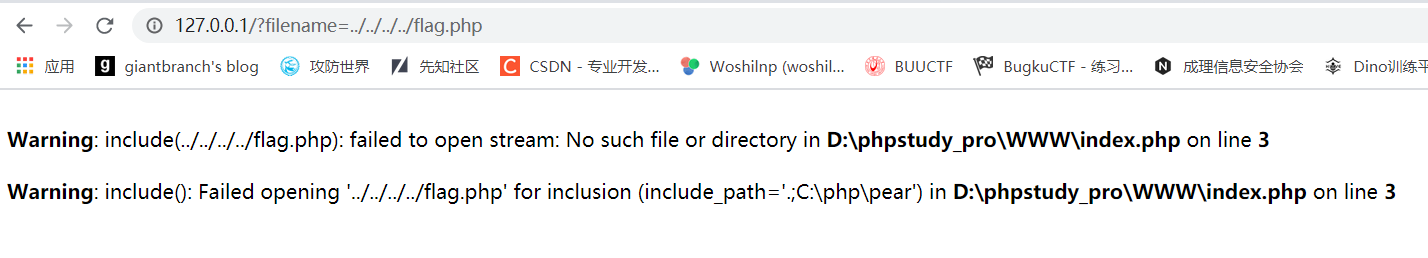 127.0.0.1/?filename=../../../../flag.php
应用 g giantbranch's blog 攻防世界 先知社区 C CSDN - 专业开发... Woshilnp (woshil... BUUCTF BugkuCTF - 练习... N 成理信息安全协会 Dino训练平
Warning: include(../../../../flag.php): failed to open stream: No such file or directory in D:\phpstudy_pro\WWW\index.php on line 3
Warning: include(): Failed opening '../../../../flag.php' for inclusion (include_path='.;C:\php\pear') in D:\phpstudy_pro\WWW\index.php on line 3